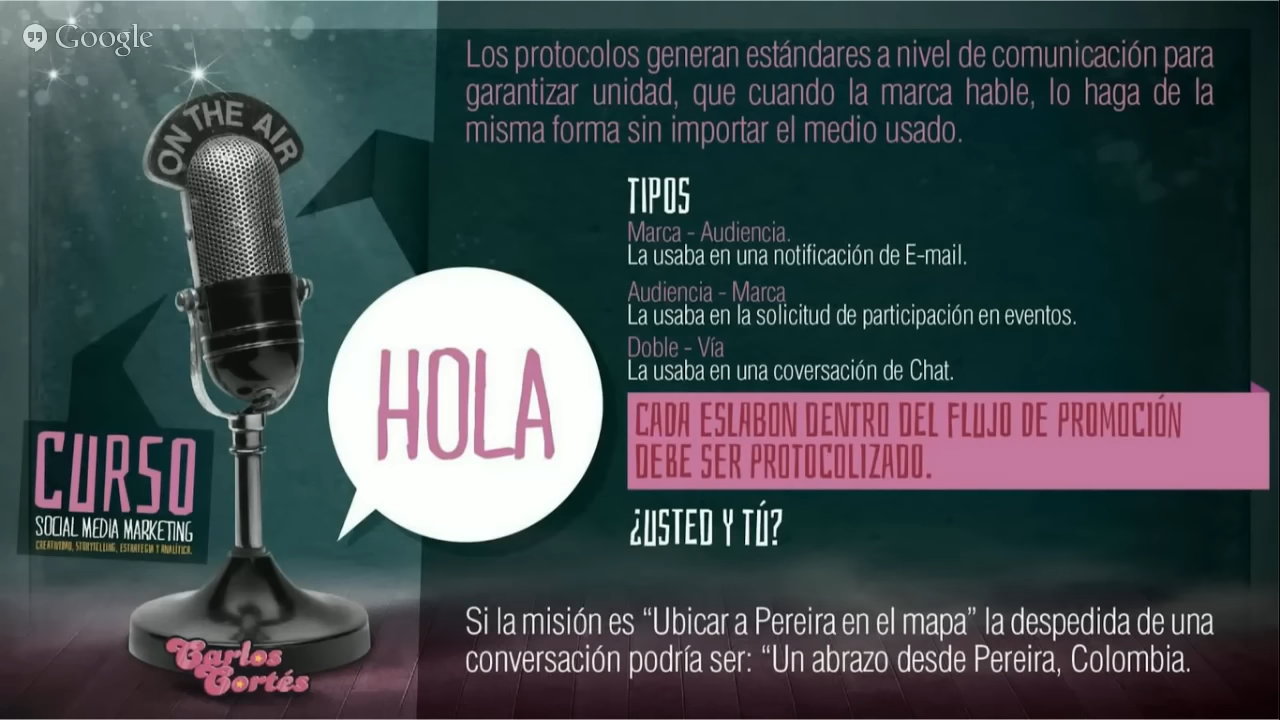 Google
ON THE AIR
Los protocolos generan estándares a nivel de comunicación para
garantizar unidad, que cuando la marca hable, lo haga de la
misma forma sin importar el medio usado.
TIPOS
Marca - Audiencia.
La usaba en una notificación de E-mail.
Audiencia - Marca
La usaba en la solicitud de participación en eventos.
Doble - Vía
La usaba en una coversación de Chat.
HOLA
CADA ESLABON DENTRO DEL FLUJO DE PROMOCIÓN
DEBE SER PROTOCOLIZADO.
CURSO
SOCIAL MEDIA MARKETING
CREATIVIDAD, STORYTELLING, ESTRATEGIA Y ANALÍTICA.
¿USTED Y TÚ?
Si la misión es “Ubicar a Pereira en el mapa” la despedida de una
conversación podría ser: “Un abrazo desde Pereira, Colombia.
Carlos
Cortés